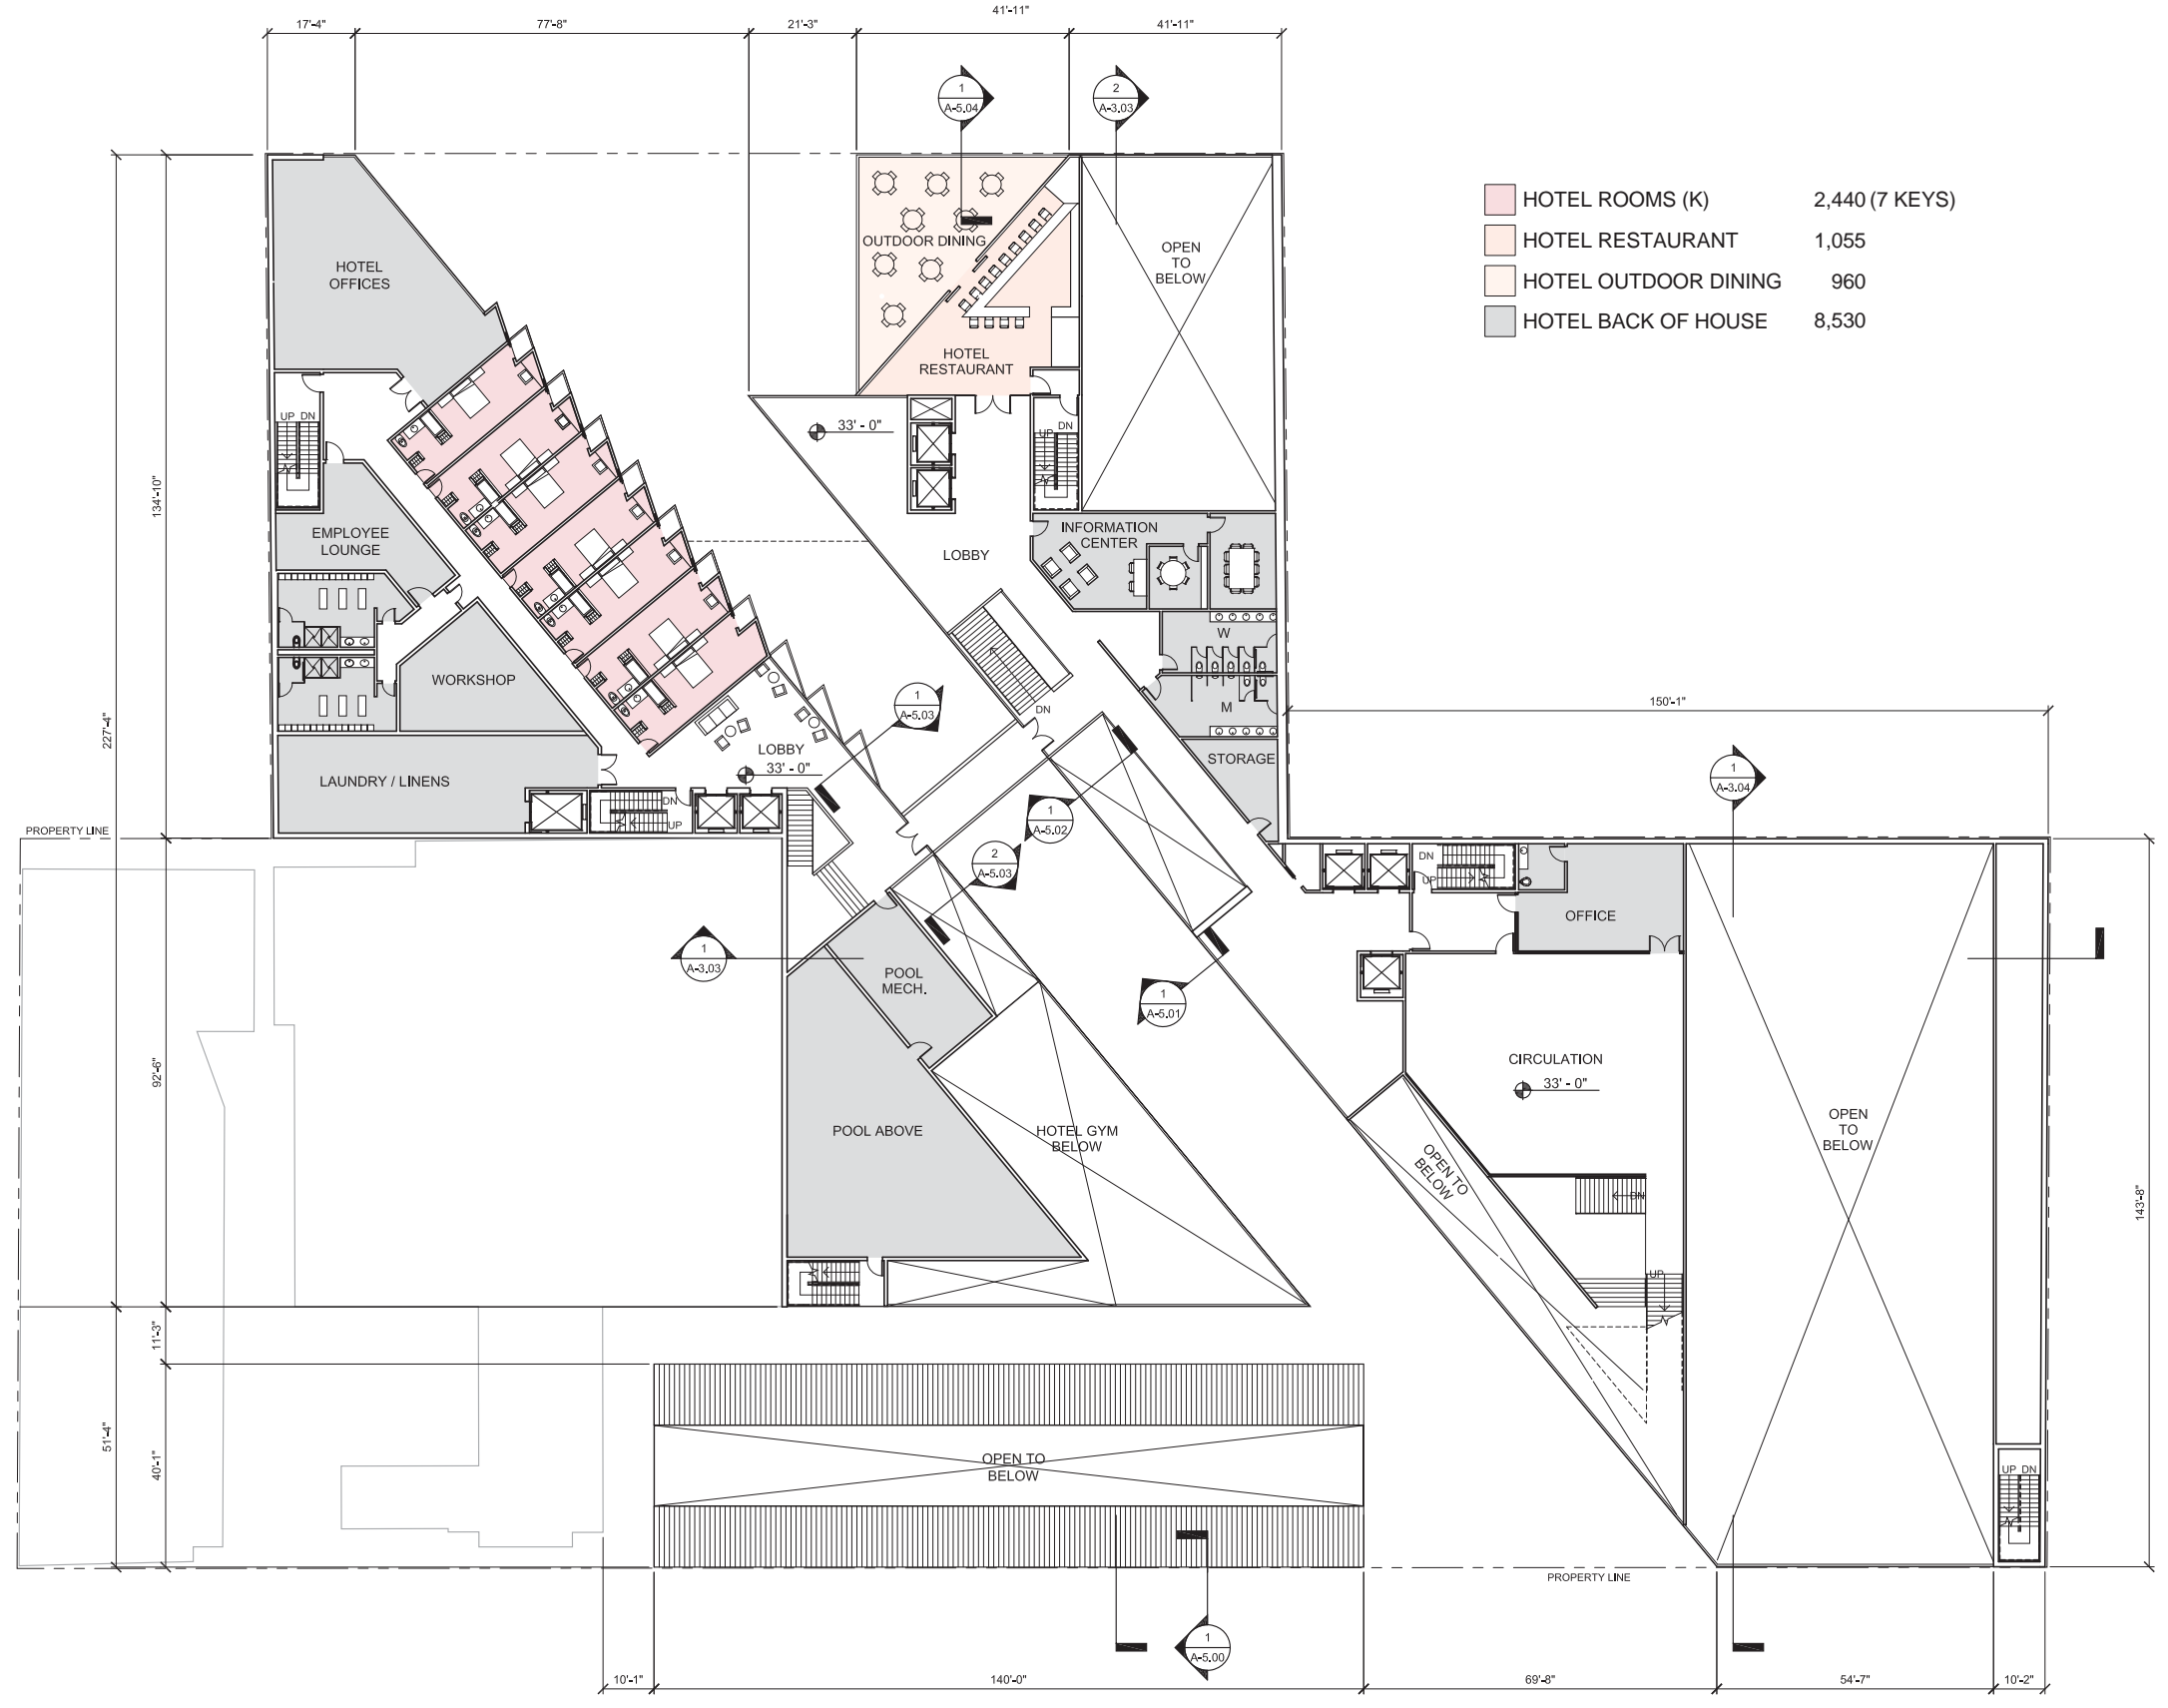 41'-11"
17'-4"
77'-8"
21'-3"
41'-11"
1
A-5.04
2
A-3.03
HOTEL ROOMS (K) 2,440 (7 KEYS)
HOTEL RESTAURANT 1,055
HOTEL OUTDOOR DINING 960
HOTEL BACK OF HOUSE 8,530
OUTDOOR DINING
OPEN
TO
BELOW
HOTEL
OFFICES
HOTEL
RESTAURANT
UP DN
33' - 0"
UP
DN
134'-10"
EMPLOYEE
LOUNGE
LOBBY
INFORMATION
CENTER
W
WORKSHOP
M
DN
1
A-5.03
150'-1"
227'-4"
LOBBY
33' - 0"
STORAGE
LAUNDRY / LINENS
1
A-3.04
DN
UP
PROPERTY LINE
1
A-5.02
2
A-5.03
DN
UP
OFFICE
1
A-3.03
POOL
MECH.
1
A-5.01
92'-6"
CIRCULATION
33' - 0"
POOL ABOVE
HOTEL GYM
BELOW
OPEN TO
BELOW
OPEN
TO
BELOW
DN
143'-8"
UP
11'-3"
51'-4"
40'-1"
OPEN TO
BELOW
UP DN
PROPERTY LINE
1
A-5.00
10'-1"
140'-0"
69'-8"
54'-7"
10'-2"